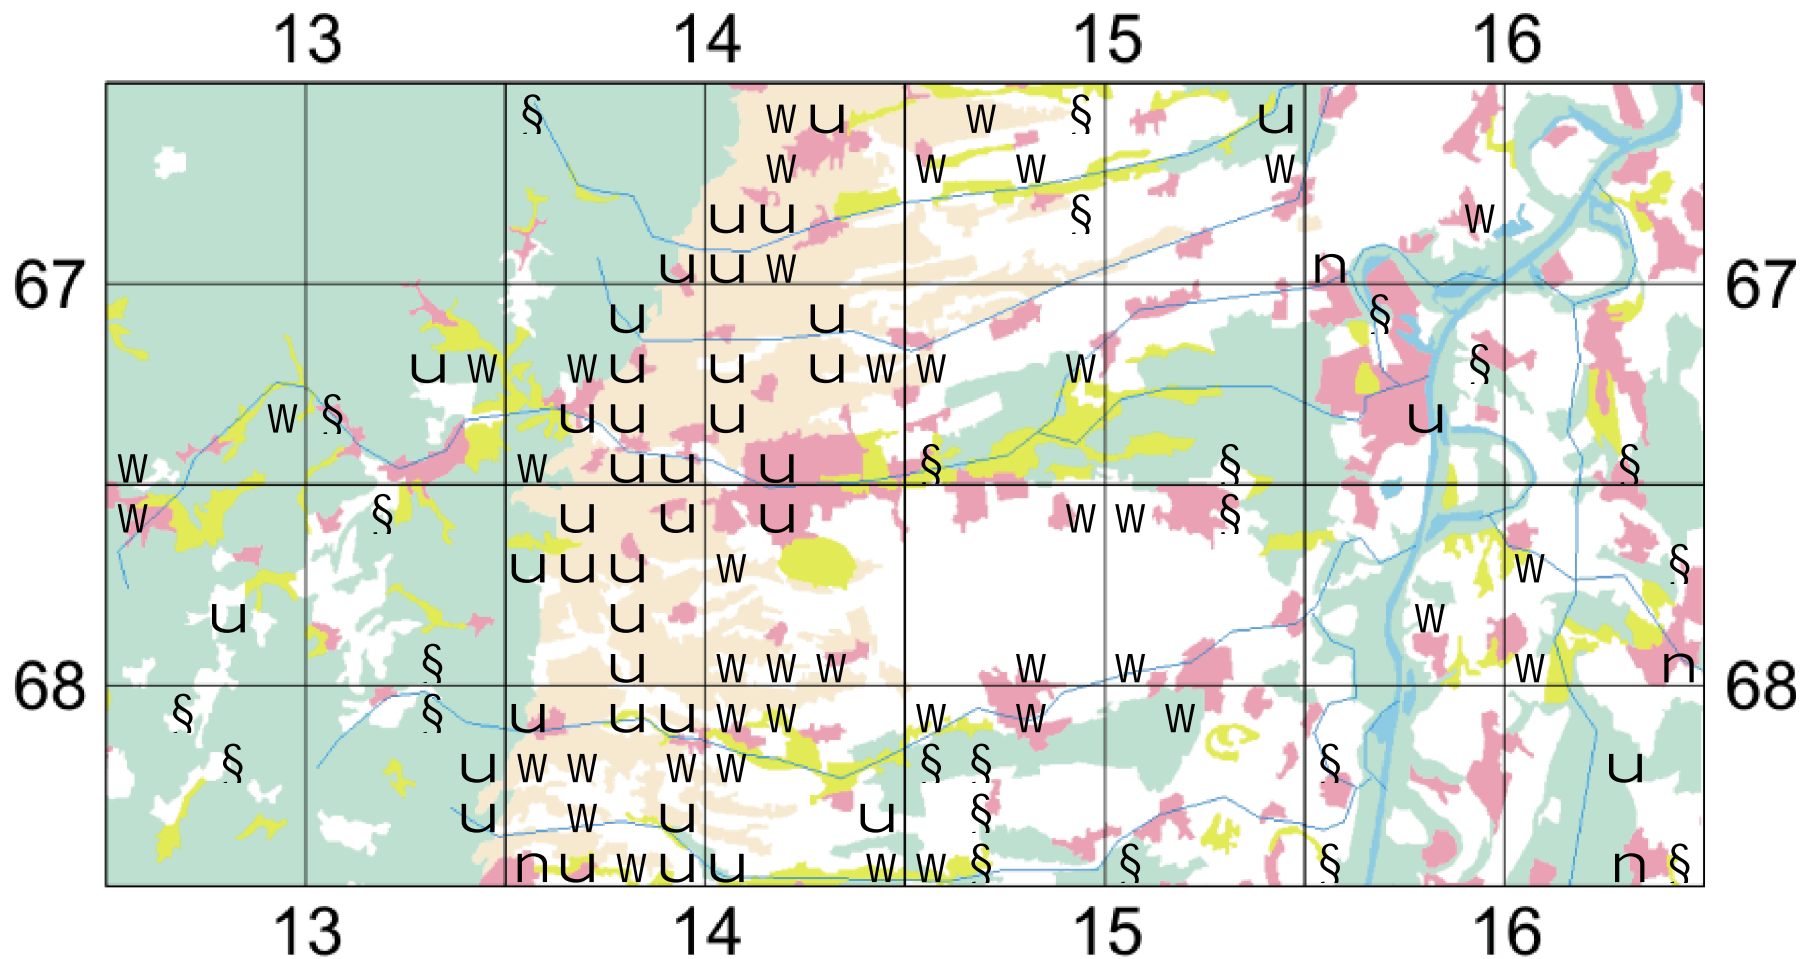 13 14 15 16
§ w u w § u
w w w w
u u § w
67 u u w n 67
u u §
u w w u u u w w w §
w § u u u u
w w u u u § § §
w § u u u w w §
u u u w w §
u u w
68 § u w w w w w w n 68
§ § u u u w w w w w
§ u w w w w § § § u
u w u u §
n u w u u w w § § § n §
13 14 15 16